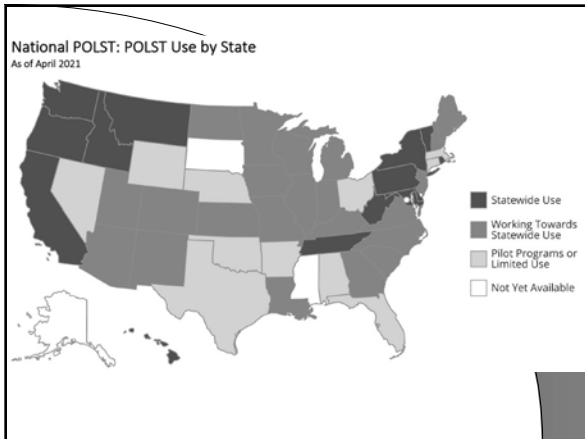 National POLST: POLST Use by State
As of April 2021
Statewide Use
Working Towards
Statewide Use
Pilot Programs or
Limited Use
Not Yet Available